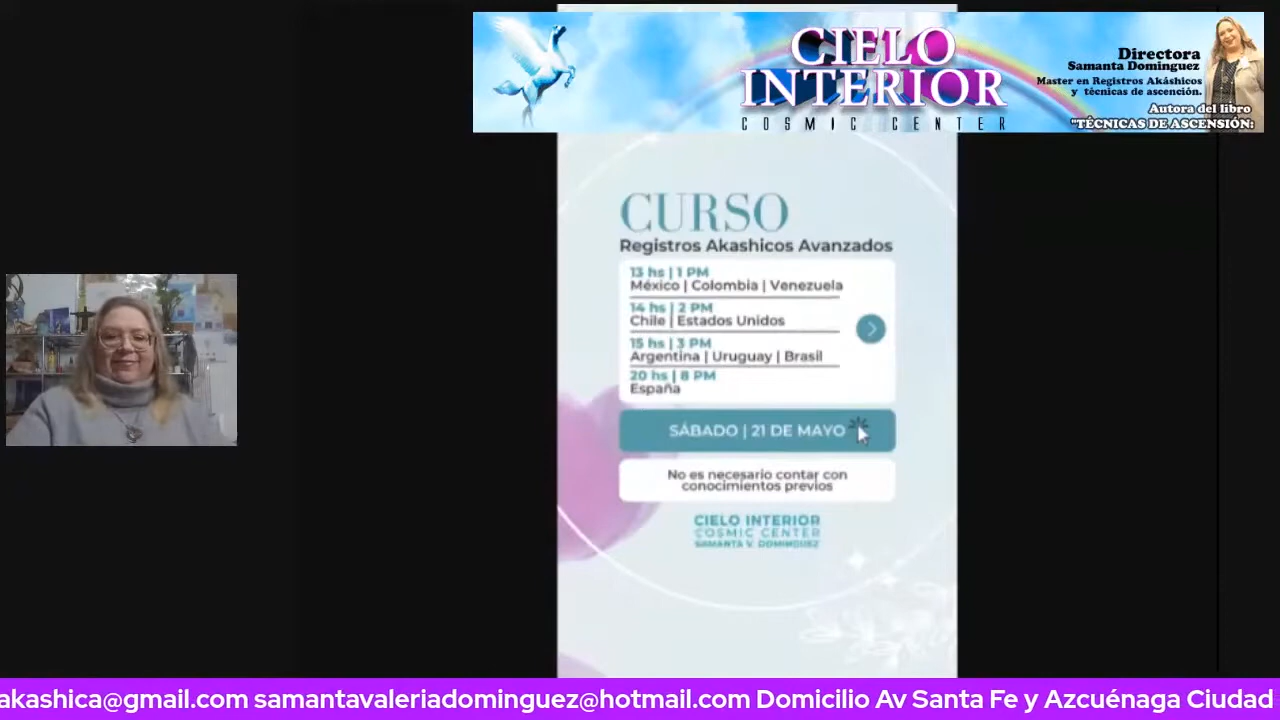 CIELO
INTERIOR
COSMIC CENTER
Directora
Samanta Dominguez
Master en Registros Akáshicos
y técnicas de ascención.
Autora del libro
"TÉCNICAS DE ASCENSIÓN:
CURSO
Registros Akashicos Avanzados
13 hs | 1 PM
México | Colombia | Venezuela
14 hs | 2 PM
Chile | Estados Unidos
15 hs | 3 PM
Argentina | Uruguay | Brasil
20 hs | 8 PM
España
SÁBADO | 21 DE MAYO
No es necesario contar con
conocimientos previos
CIELO INTERIOR
COSMIC CENTER
SAMANTA V. DOMINGUEZ
akashica@gmail.com samantavaleriadominguez@hotmail.com Domicilio Av Santa Fe y Azcuénaga Ciudad